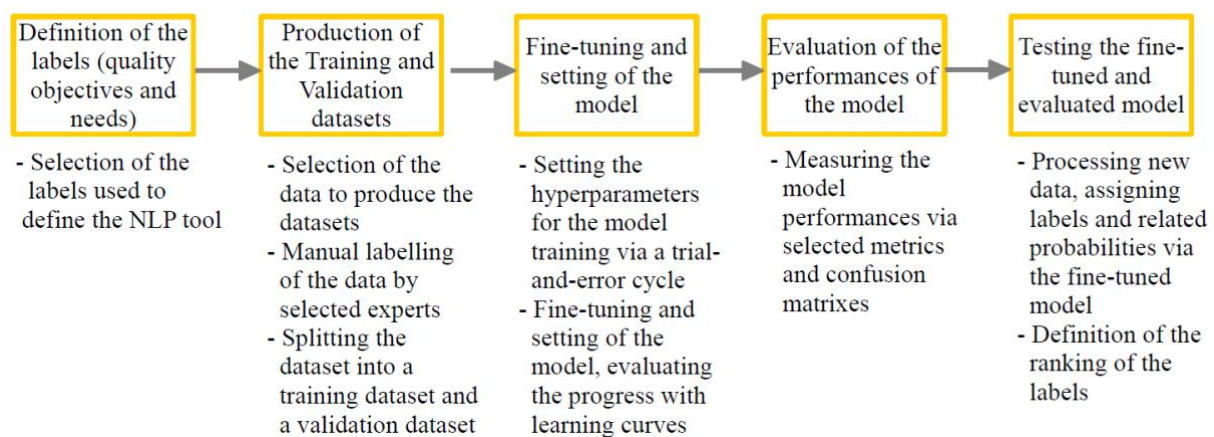 Definition of the
labels (quality
objectives and
needs)
Production of
the Training and
Validation
datasets
Fine-tuning and
setting of the
model
Evaluation of the
performances of
the model
Testing the fine-
tuned and
evaluated model
- Selection of the
labels used to
define the NLP tool
- Selection of the
data to produce the
datasets
- Manual labelling
of the data by
selected experts
- Splitting the
dataset into a
training dataset and
a validation dataset
- Setting the
hyperparameters
for the model
training via a trial-
and-error cycle
- Fine-tuning and
setting of the
model, evaluating
the progress with
learning curves
- Measuring the
model
performances via
selected metrics
and confusion
matrixes
- Processing new
data, assigning
labels and related
probabilities via
the fine-tuned
model
- Definition of the
ranking of the
labels